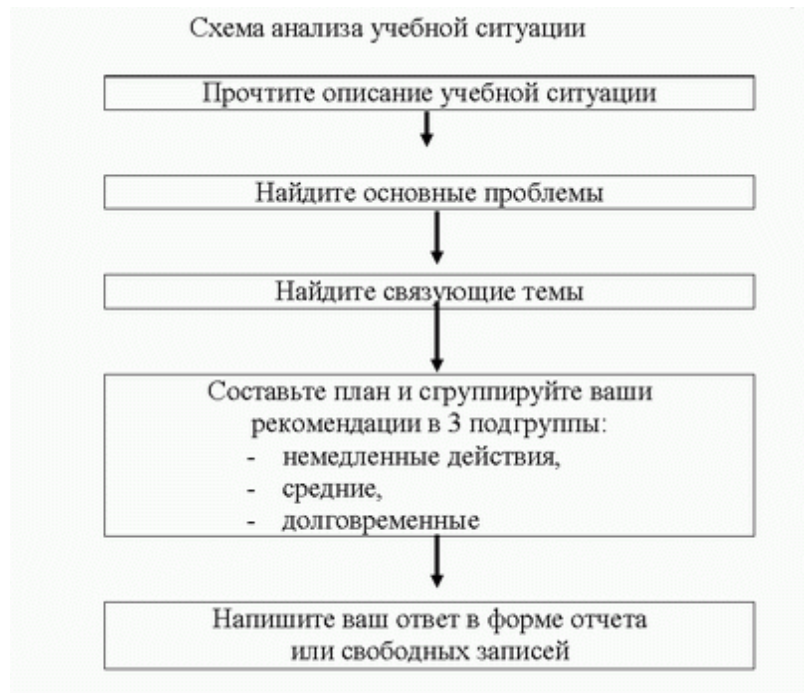 Схема анализа учебной ситуации
Прочтите описание учебной ситуации
Найдите основные проблемы
Найдите связующие темы
Составьте план и сгруппируйте ваши
рекомендации в 3 подгруппы:
- немедленные действия,
- средние,
- долговременные
Напишите ваш ответ в форме отчета
или свободных записей